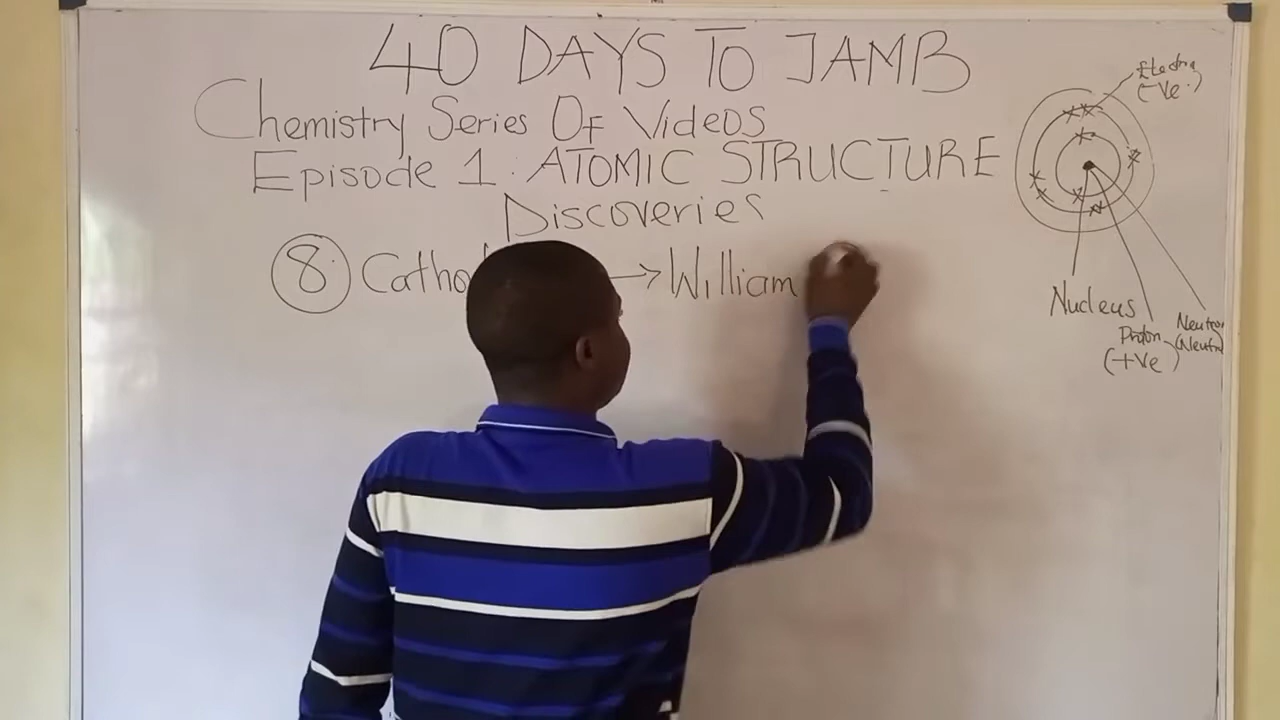 40 DAYS TO JAMB
Chemistry Series Of Videos
Episode 1: ATOMIC STRUCTURE
Discoveries
⑧ Catho → William
(-Ve)
Nucleus
Proton
(+Ve)